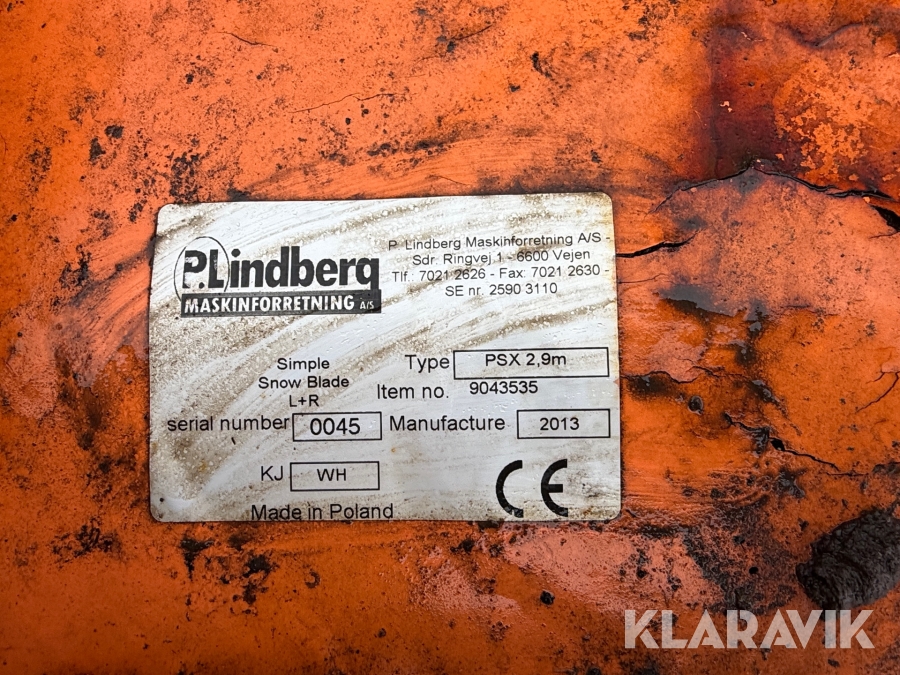 P.Lindberg
MASKINFORRETNING A/S
P. Lindberg Maskinforretning A/S -
Sdr. Ringvej 1 - 6600 Vejen
Tlf.: 7021 2626 - Fax: 7021 2630 -
SE nr. 2590 3110
Simple
Snow Blade
L+R
Type PSX 2,9m
Item no. 9043535
serial number 0045 Manufacture 2013
KJ WH
CE
Made in Poland
KLARAVIK